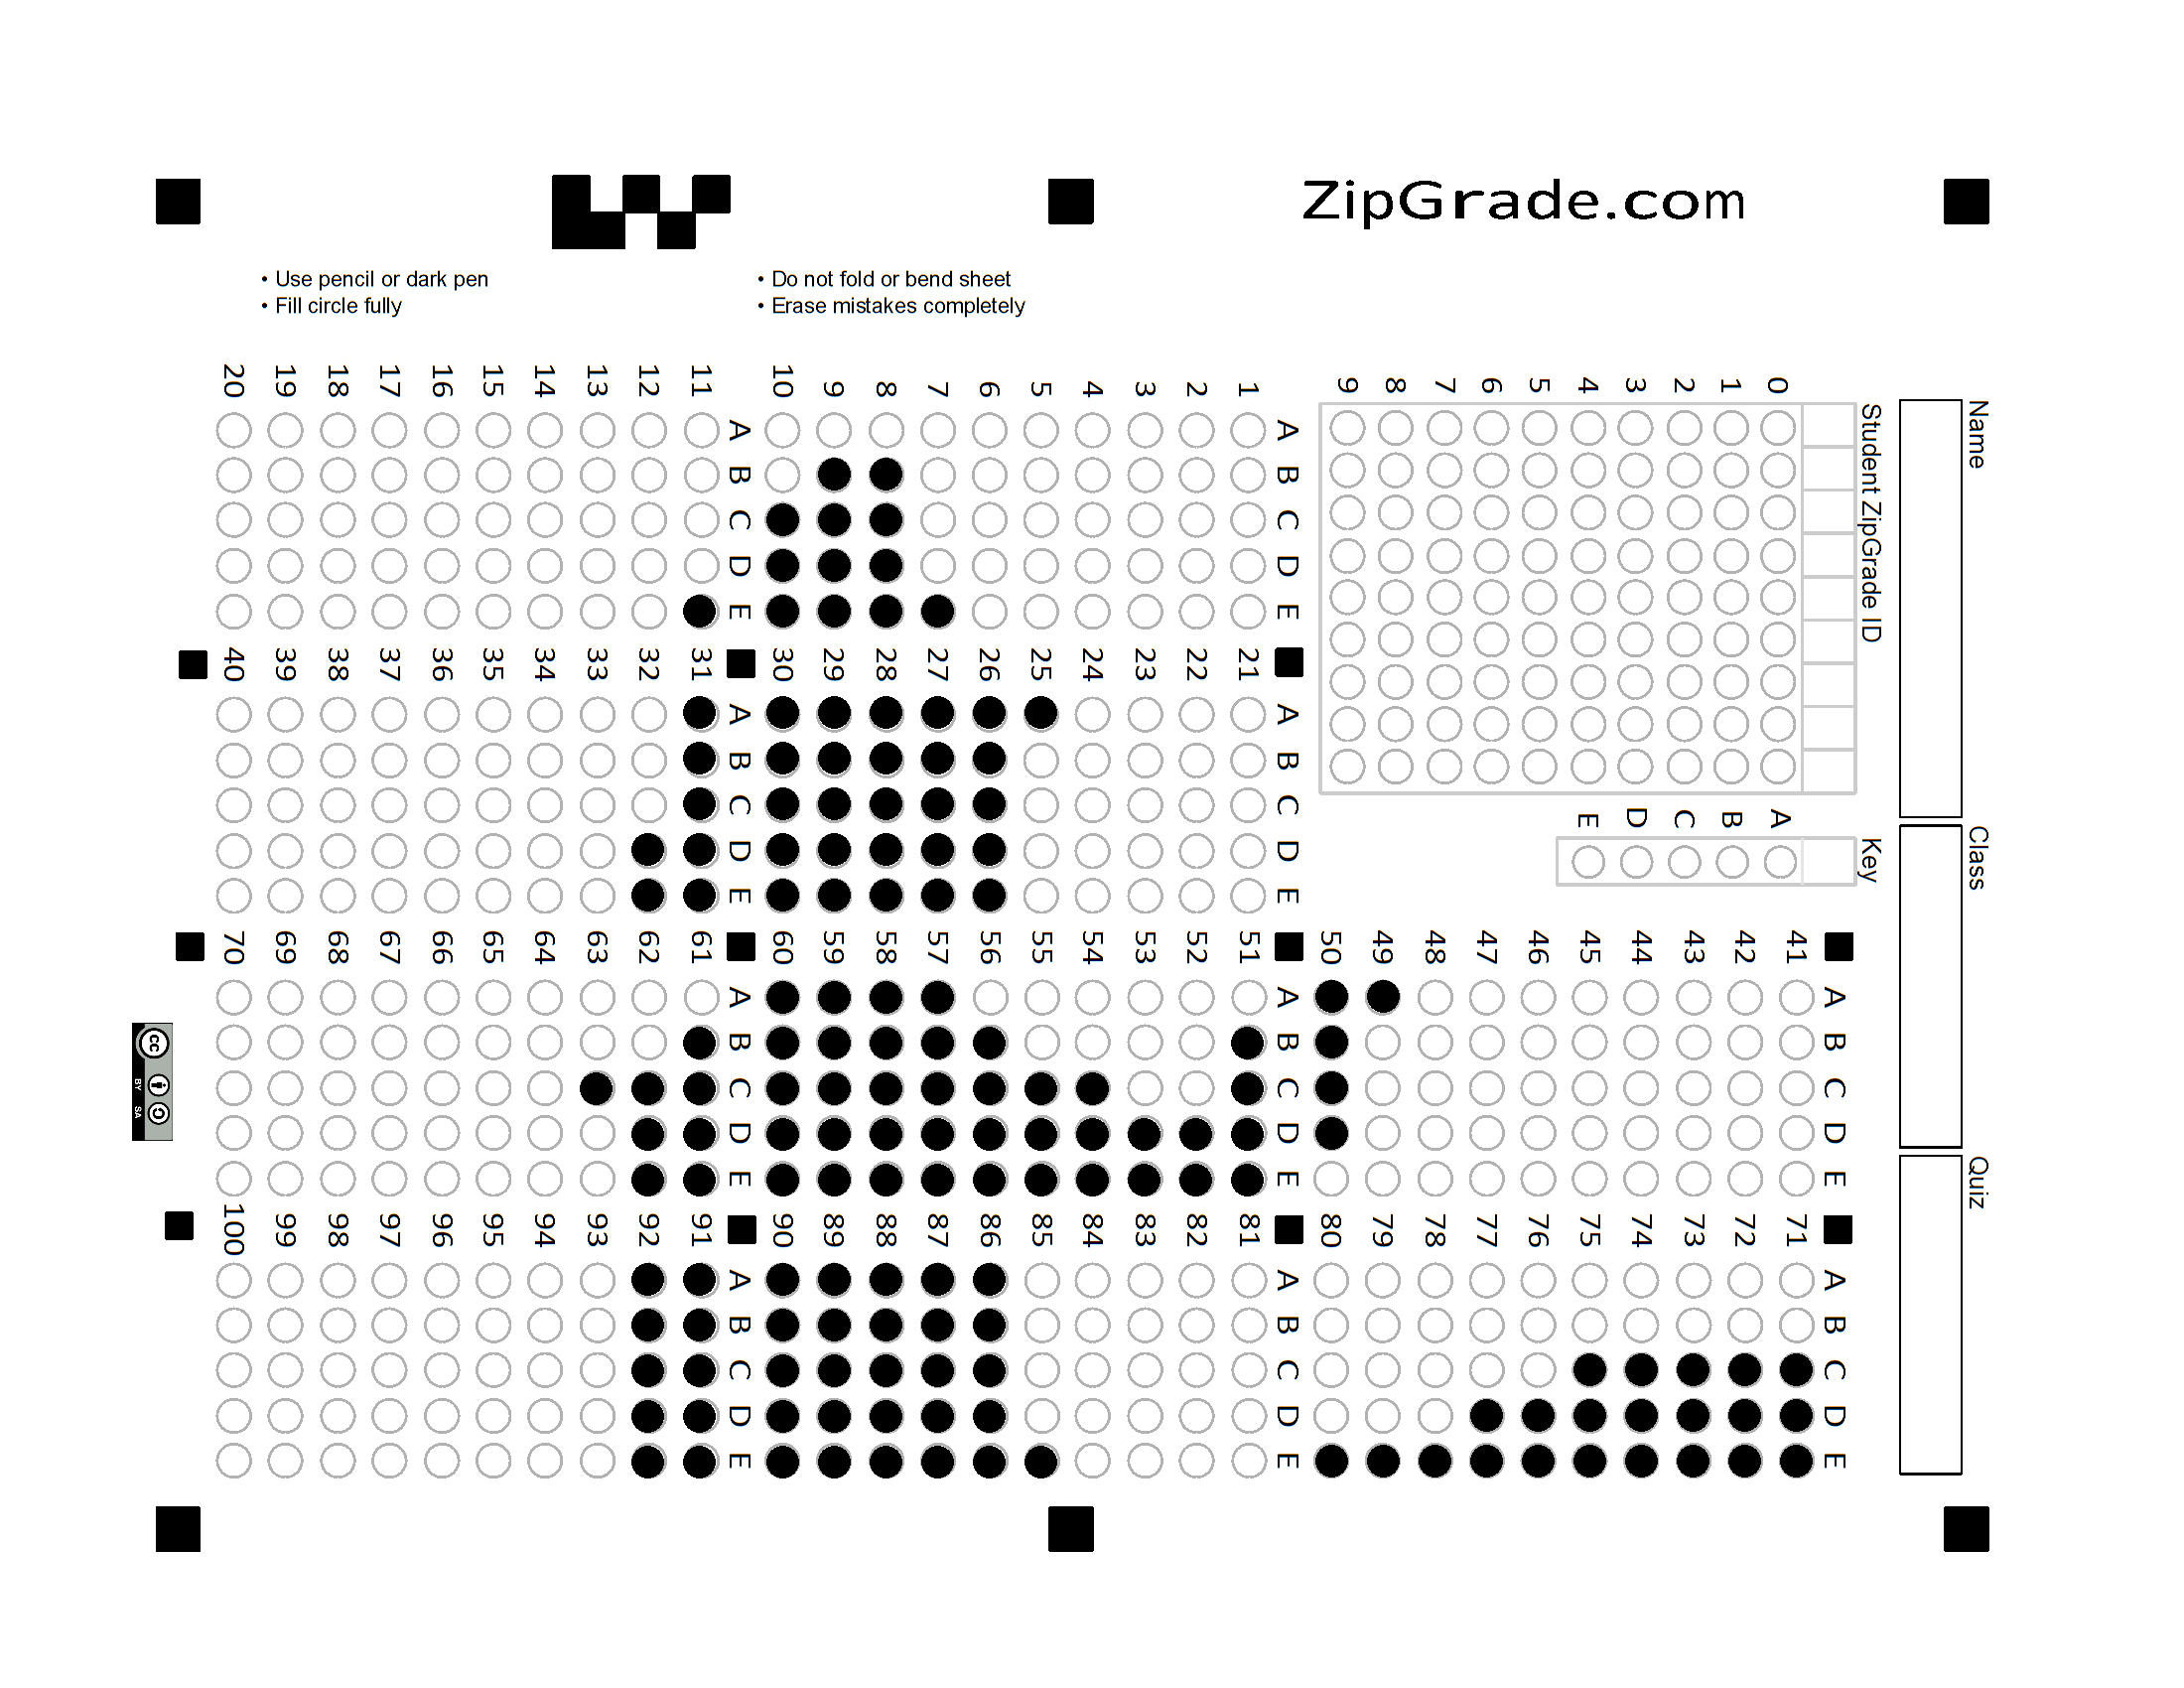 ZipGrade.com
• Use pencil or dark pen
• Fill circle fully
• Do not fold or bend sheet
• Erase mistakes completely
Name
Class
Quiz
Student ZipGrade ID
0 1 2 3 4 5 6 7 8 9
Key
A B C D E
1 2 3 4 5 6 7 8 9 10
A B C D E
11 12 13 14 15 16 17 18 19 20
A B C D E
21 22 23 24 25 26 27 28 29 30
A B C D E
31 32 33 34 35 36 37 38 39 40
A B C D E
41 42 43 44 45 46 47 48 49 50
A B C D E
51 52 53 54 55 56 57 58 59 60
A B C D E
61 62 63 64 65 66 67 68 69 70
A B C D E
71 72 73 74 75 76 77 78 79 80
A B C D E
81 82 83 84 85 86 87 88 89 90
A B C D E
91 92 93 94 95 96 97 98 99 100
A B C D E
cc
BY SA